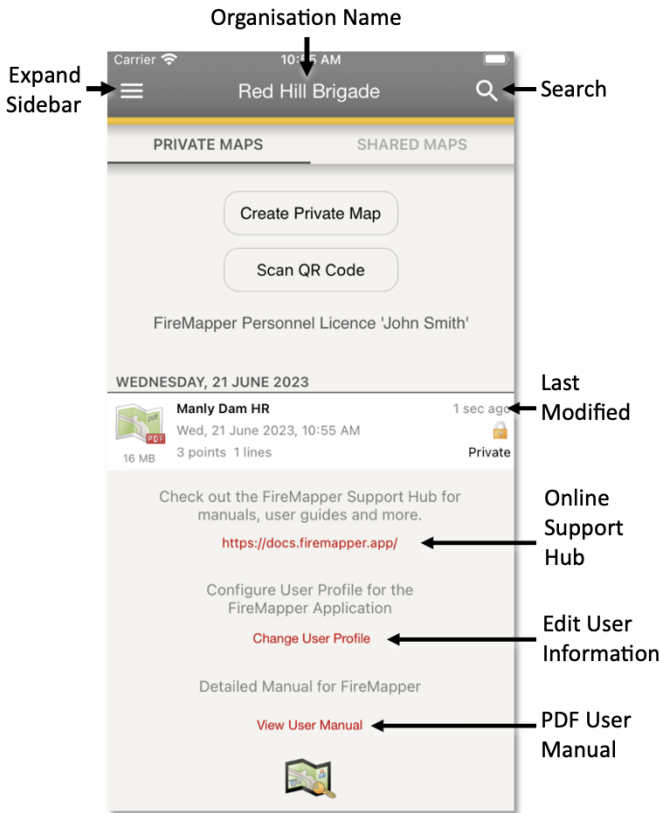 Organisation Name
Carrier 10:55 AM
Expand
Sidebar
Red Hill Brigade
Search
PRIVATE MAPS SHARED MAPS
Create Private Map
Scan QR Code
FireMapper Personnel Licence 'John Smith'
WEDNESDAY, 21 JUNE 2023
Manly Dam HR 1 sec ago
Wed, 21 June 2023, 10:55 AM
PDF
16 MB 3 points 1 lines Private
Last
Modified
Check out the FireMapper Support Hub for
manuals, user guides and more.
https://docs.firemapper.app/
Online
Support
Hub
Configure User Profile for the
FireMapper Application
Change User Profile
Edit User
Information
Detailed Manual for FireMapper
View User Manual
PDF User
Manual